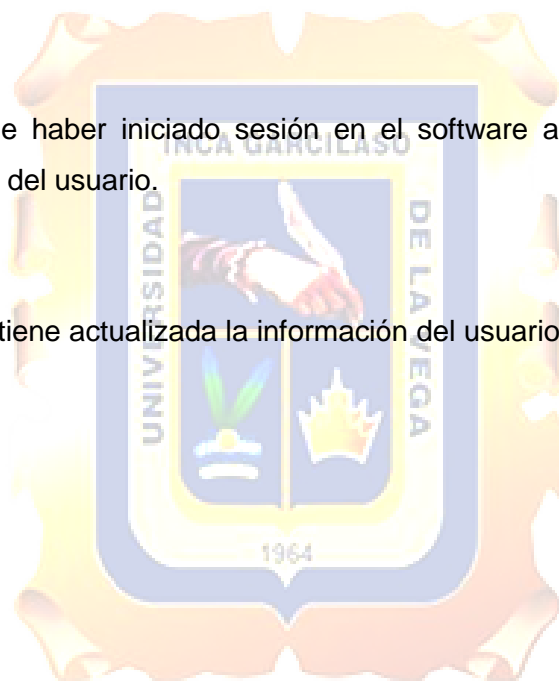 e haber iniciado sesión en el software a
INCA GARCILASO
del usuario.
UNIVERSIDAD
DE LA VEGA
tiene actualizada la información del usuario
1964